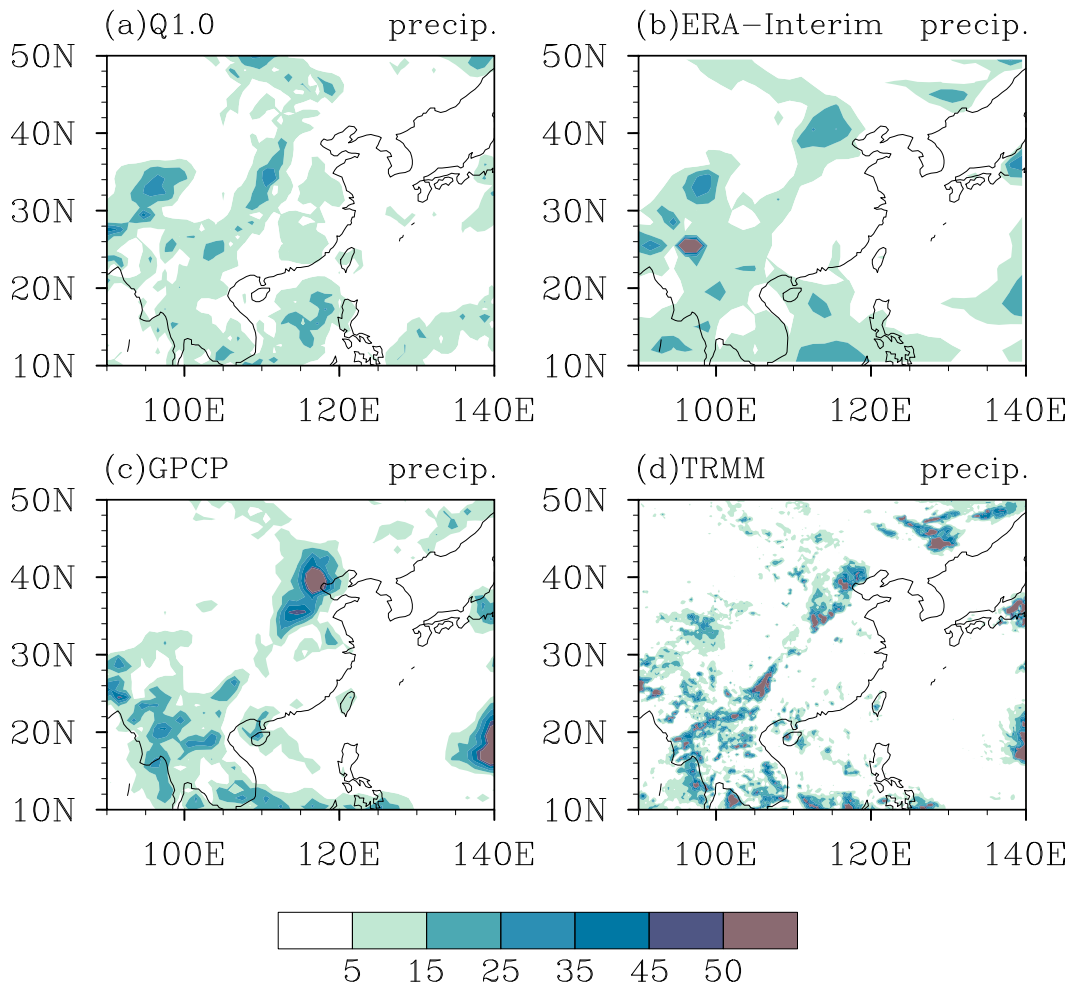 (a)Q1.0 precip.
50N
40N
30N
20N
10N
100E 120E 140E
(b)ERA−Interim precip.
50N
40N
30N
20N
10N
100E 120E 140E
(c)GPCP precip.
50N
40N
30N
20N
10N
100E 120E 140E
(d)TRMM precip.
50N
40N
30N
20N
10N
100E 120E 140E
5 15 25 35 45 50